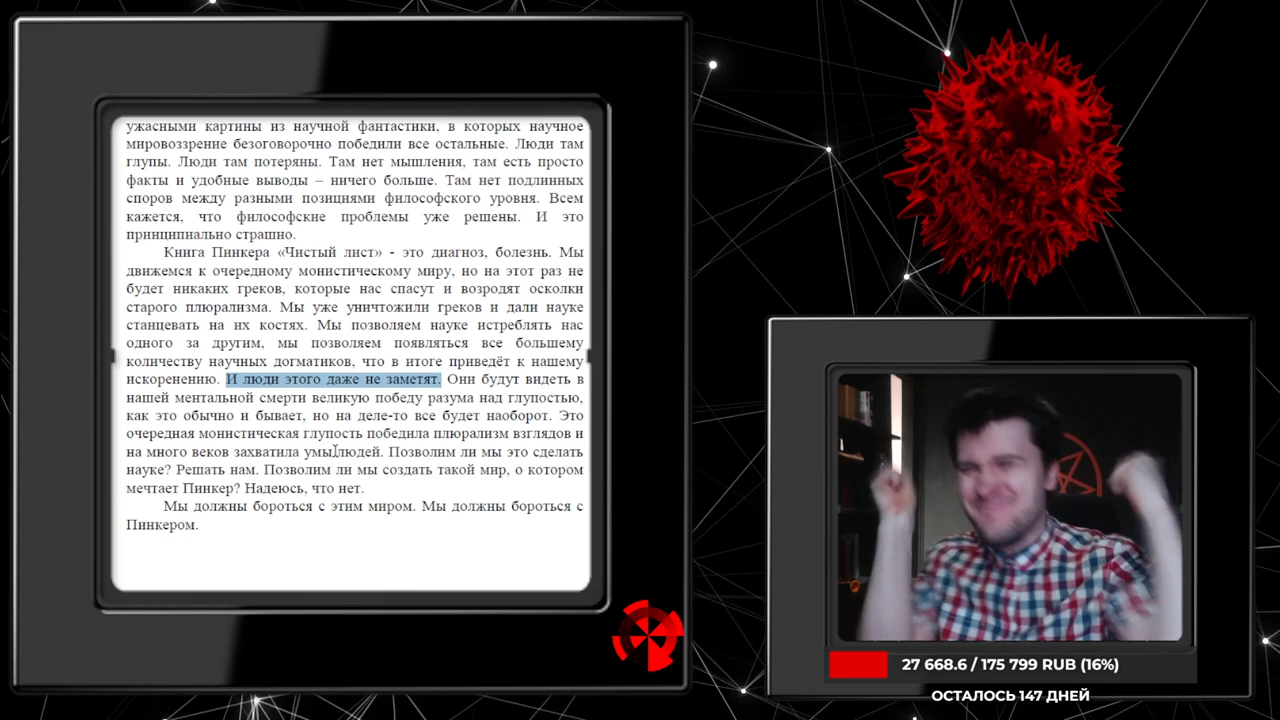 ужасными картины из научной фантастики, в которых научное
мировоззрение безоговорочно победили все остальные. Люди там
глупы. Люди там потеряны. Там нет мышления, там есть просто
факты и удобные выводы – ничего больше. Там нет подлинных
споров между разными позициями философского уровня. Всем
кажется, что философские проблемы уже решены. И это
принципиально страшно.
Книга Пинкера «Чистый лист» - это диагноз, болезнь. Мы
движемся к очередному монистическому миру, но на этот раз не
будет никаких греков, которые нас спасут и возродят осколки
старого плюрализма. Мы уже уничтожили греков и дали науке
станцевать на их костях. Мы позволяем науке истреблять нас
одного за другим, мы позволяем появляться все большему
количеству научных догматиков, что в итоге приведёт к нашему
искоренению. И люди этого даже не заметят. Они будут видеть в
нашей ментальной смерти великую победу разума над глупостью,
как это обычно и бывает, но на деле-то все будет наоборот. Это
очередная монистическая глупость победила плюрализм взглядов и
на много веков захватила умы людей. Позволим ли мы это сделать
науке? Решать нам. Позволим ли мы создать такой мир, о котором
мечтает Пинкер? Надеюсь, что нет.
Мы должны бороться с этим миром. Мы должны бороться с
Пинкером.
27 668.6 / 175 799 RUB (16%)
ОСТАЛОСЬ 147 ДНЕЙ